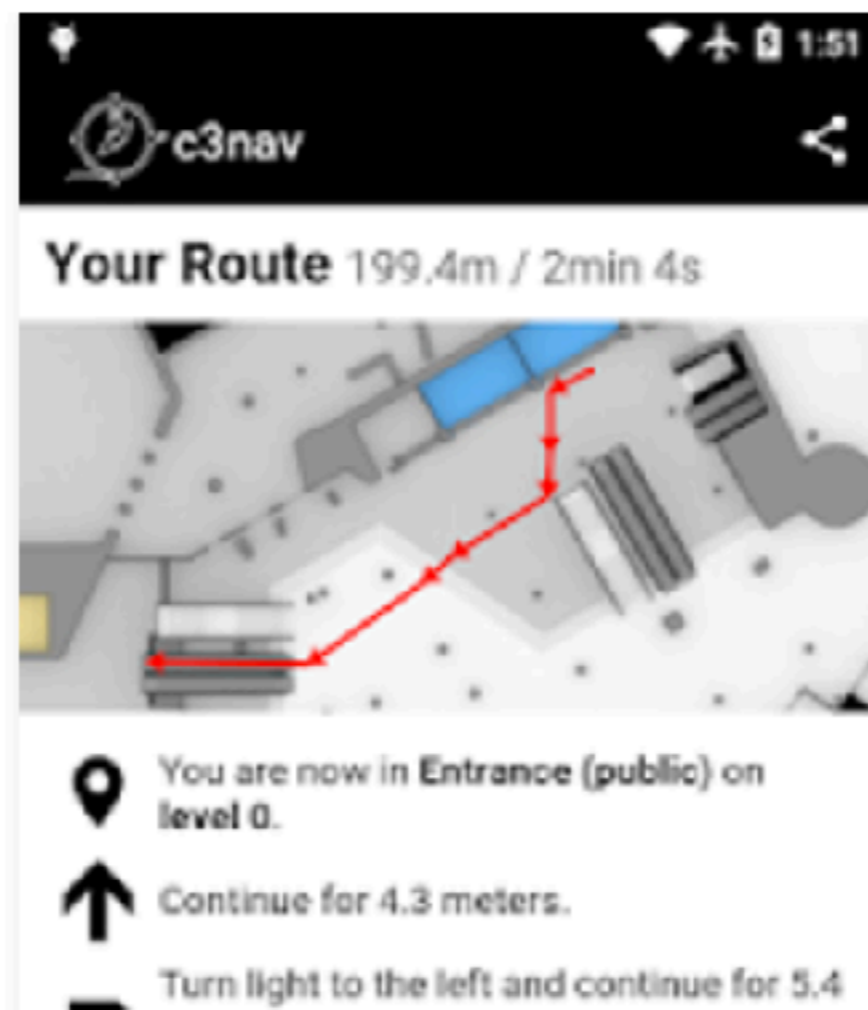 1:51
c3nav
Your Route 199.4m / 2min 4s
You are now in Entrance (public) on
level 0.
Continue for 4.3 meters.
Turn light to the left and continue for 5.4